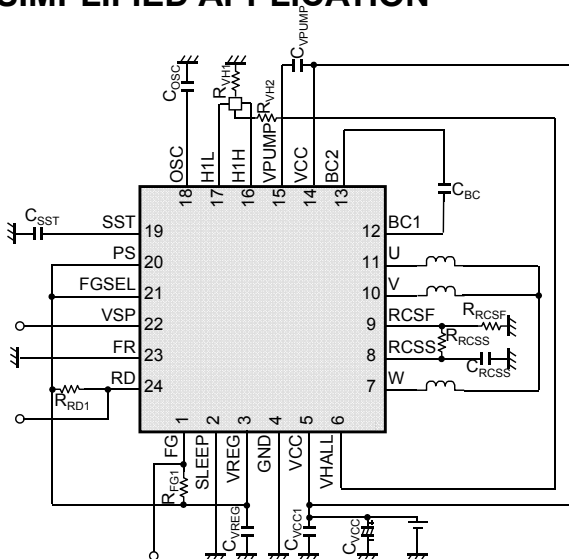 SIMPLIFIED APPLICATION
CVPUMP
COSC
RVH1
RVH2
OSC
H1L
H1H
VPUMP
VCC
BC2
18
17
16
15
14
13
CBC
CSST
SST
19
12
BC1
PS
20
11
U
FGSEL
21
10
V
VSP
22
9
RCSF
RRCSF
RRCSS
FR
23
8
RCSS
CRCSS
RD
24
7
W
RRD1
1
2
3
4
5
6
FG
SLEEP
VREG
GND
VCC
VHALL
RFG1
CVREG
CVCC1
CVCC
+